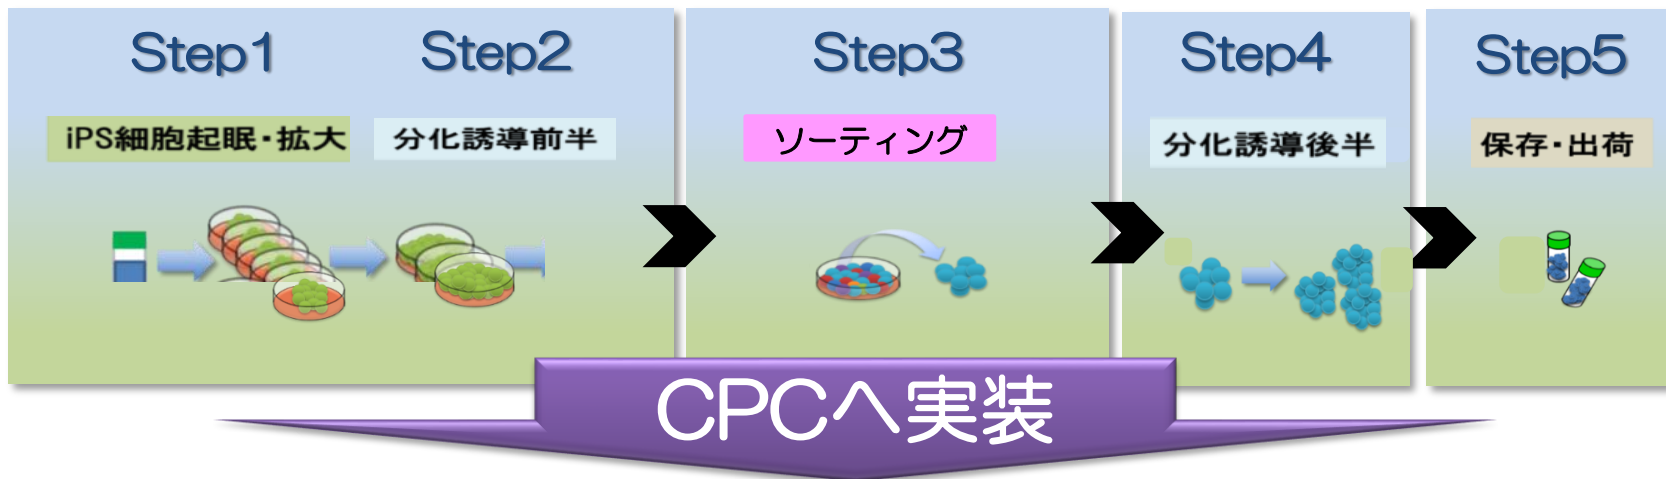 Step1
Step2
Step3
Step4
Step5
iPS細胞起眠・拡大
分化誘導前半
ソーティング
分化誘導後半
保存・出荷
CPCへ実装